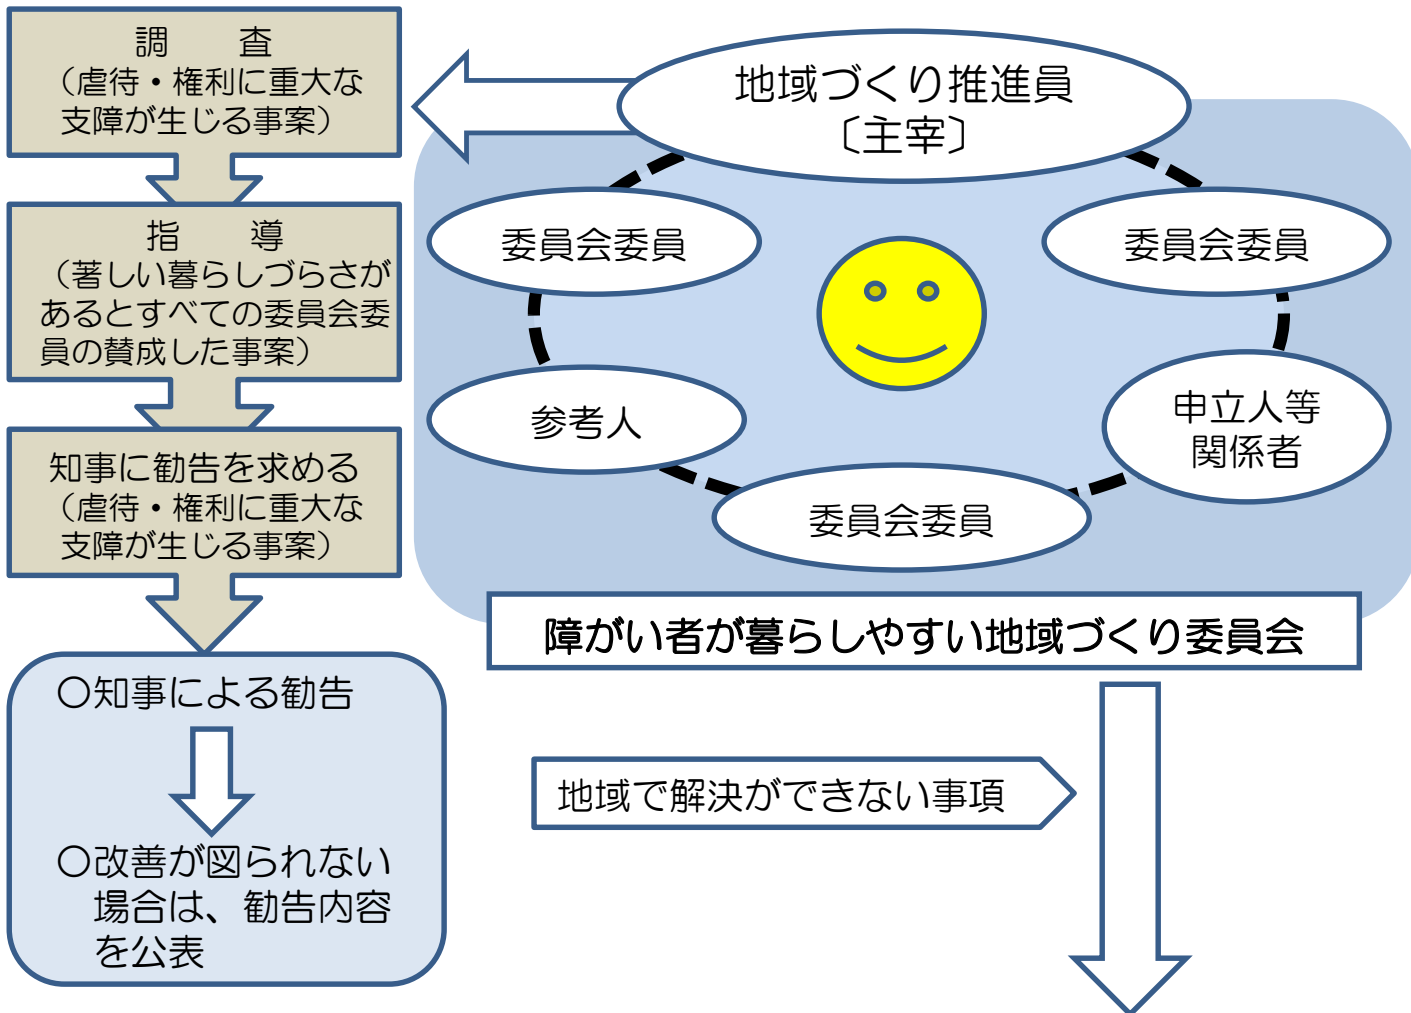 調　　査
（虐待・権利に重大な
支障が生じる事案）
指　　導
（著しい暮らしづらさが
あるとすべての委員会委
員の賛成した事案）
知事に勧告を求める
（虐待・権利に重大な
支障が生じる事案）
〇知事による勧告
〇改善が図られない
場合は、勧告内容
を公表
地域づくり推進員
〔主宰〕
委員会委員
委員会委員
参考人
申立人等
関係者
委員会委員
障がい者が暮らしやすい地域づくり委員会
地域で解決ができない事項